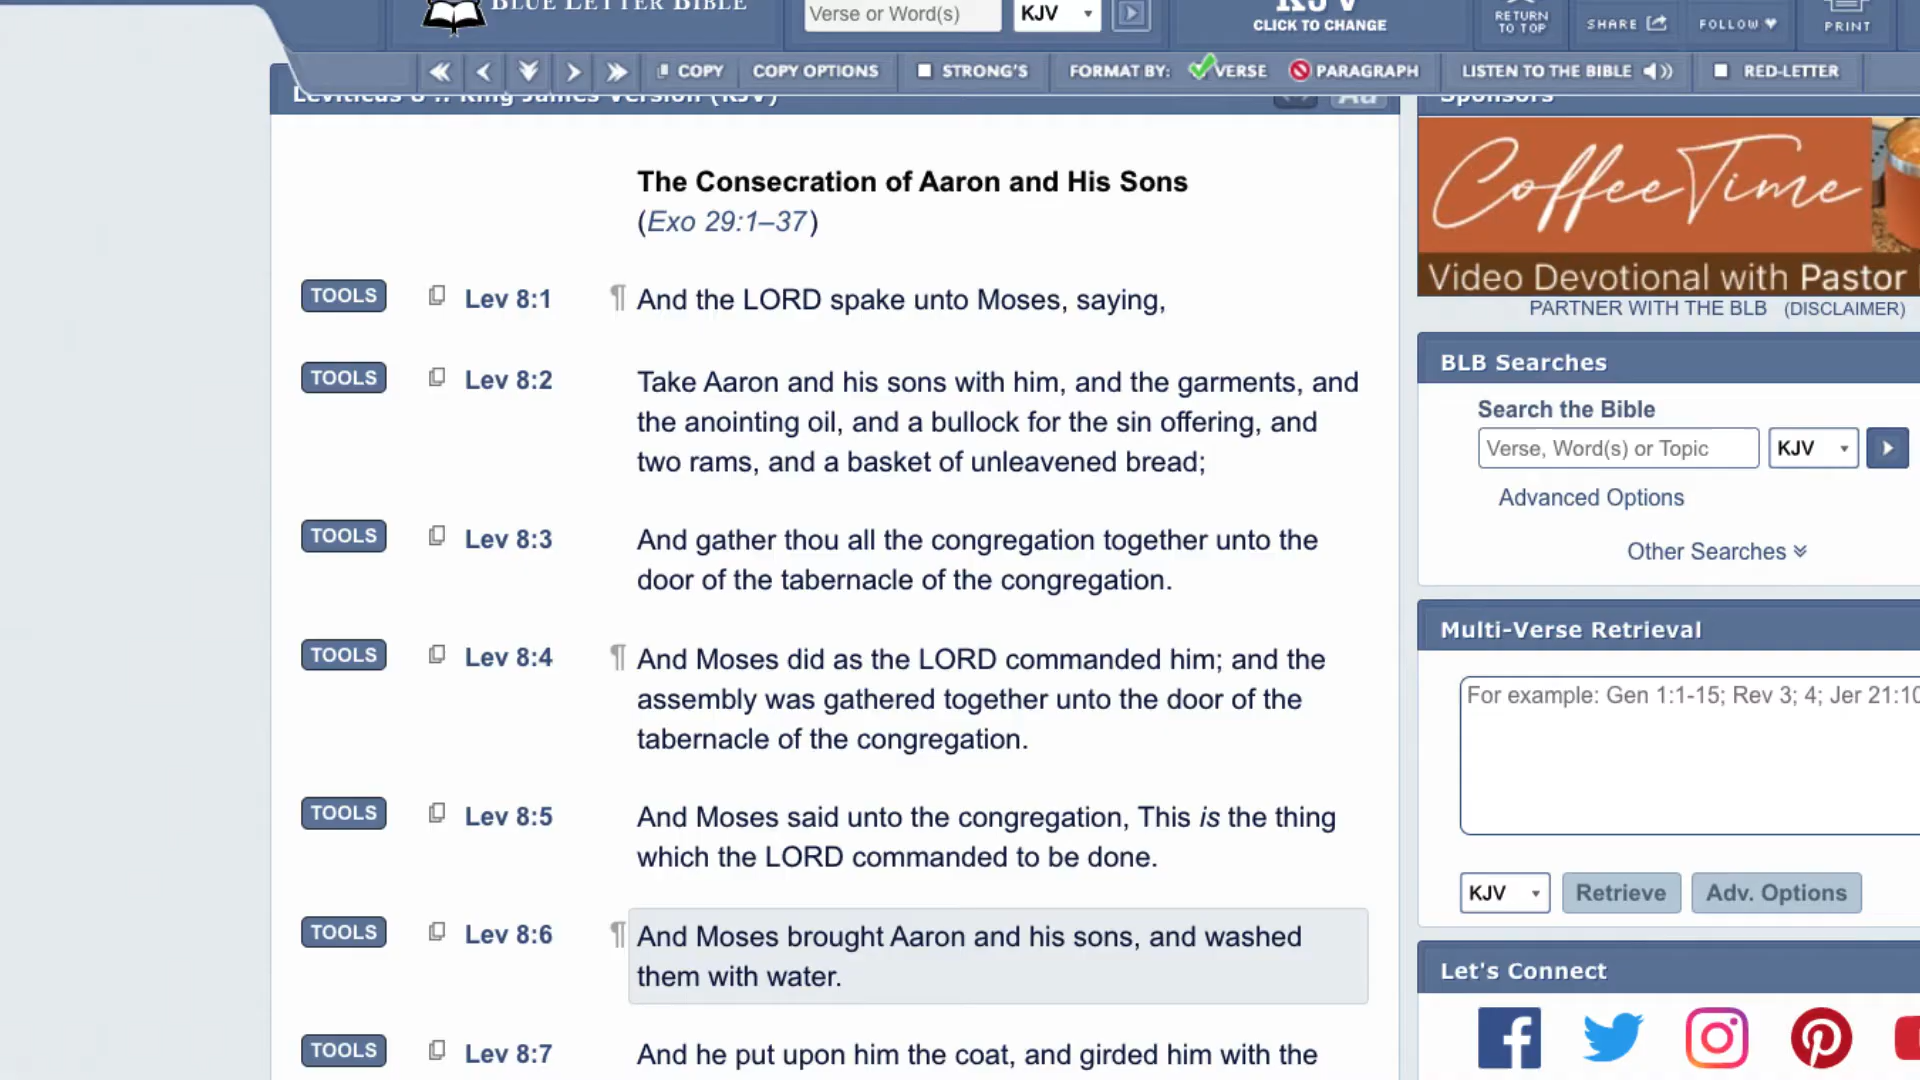 BLUE LETTER BIBLE
Verse or Word(s)
KJV
KJV
CLICK TO CHANGE
RETURN
TO TOP
SHARE
FOLLOW
PRINT
COPY
COPY OPTIONS
STRONG'S
FORMAT BY:
VERSE
PARAGRAPH
LISTEN TO THE BIBLE
RED-LETTER
Leviticus 8 :: King James Version (KJV)
Aa
The Consecration of Aaron and His Sons
(Exo 29:1–37)
TOOLS Lev 8:1 ¶ And the LORD spake unto Moses, saying,
TOOLS Lev 8:2 Take Aaron and his sons with him, and the garments, and
the anointing oil, and a bullock for the sin offering, and
two rams, and a basket of unleavened bread;
TOOLS Lev 8:3 And gather thou all the congregation together unto the
door of the tabernacle of the congregation.
TOOLS Lev 8:4 ¶ And Moses did as the LORD commanded him; and the
assembly was gathered together unto the door of the
tabernacle of the congregation.
TOOLS Lev 8:5 And Moses said unto the congregation, This is the thing
which the LORD commanded to be done.
TOOLS Lev 8:6 ¶ And Moses brought Aaron and his sons, and washed
them with water.
TOOLS Lev 8:7 And he put upon him the coat, and girded him with the
Sponsors
CoffeeTime
Video Devotional with Pastor
PARTNER WITH THE BLB (DISCLAIMER)
BLB Searches
Search the Bible
Verse, Word(s) or Topic
KJV
Advanced Options
Other Searches
Multi-Verse Retrieval
For example: Gen 1:1-15; Rev 3; 4; Jer 21:10
KJV
Retrieve
Adv. Options
Let's Connect